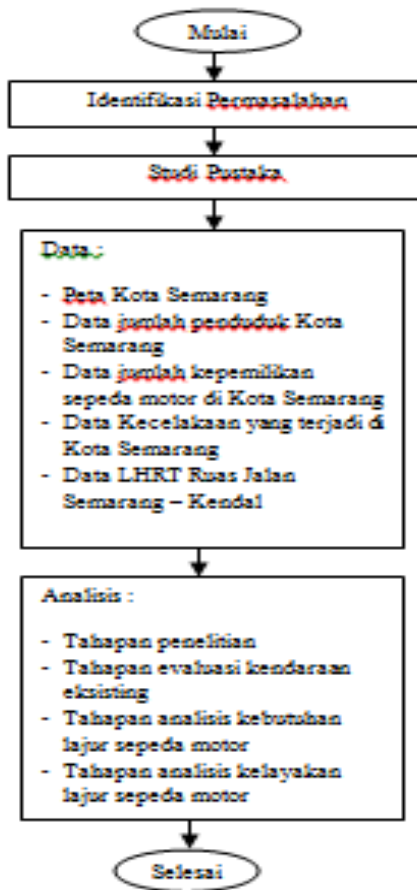 Mulai
Identifikasi Permasalahan
Studi Pustaka
Data :
- Peta Kota Semarang
- Data jumlah penduduk Kota
Semarang
- Data jumlah kepemilikan
sepeda motor di Kota Semarang
- Data Kecelakaan yang terjadi di
Kota Semarang
- Data LHRT Ruas Jalan
Semarang – Kendal
Analisis :
- Tahapan penelitian
- Tahapan evaluasi kendaraan
eksisting
- Tahapan analisis kebutuhan
lajur sepeda motor
- Tahapan analisis kelayakan
lajur sepeda motor
Selesai